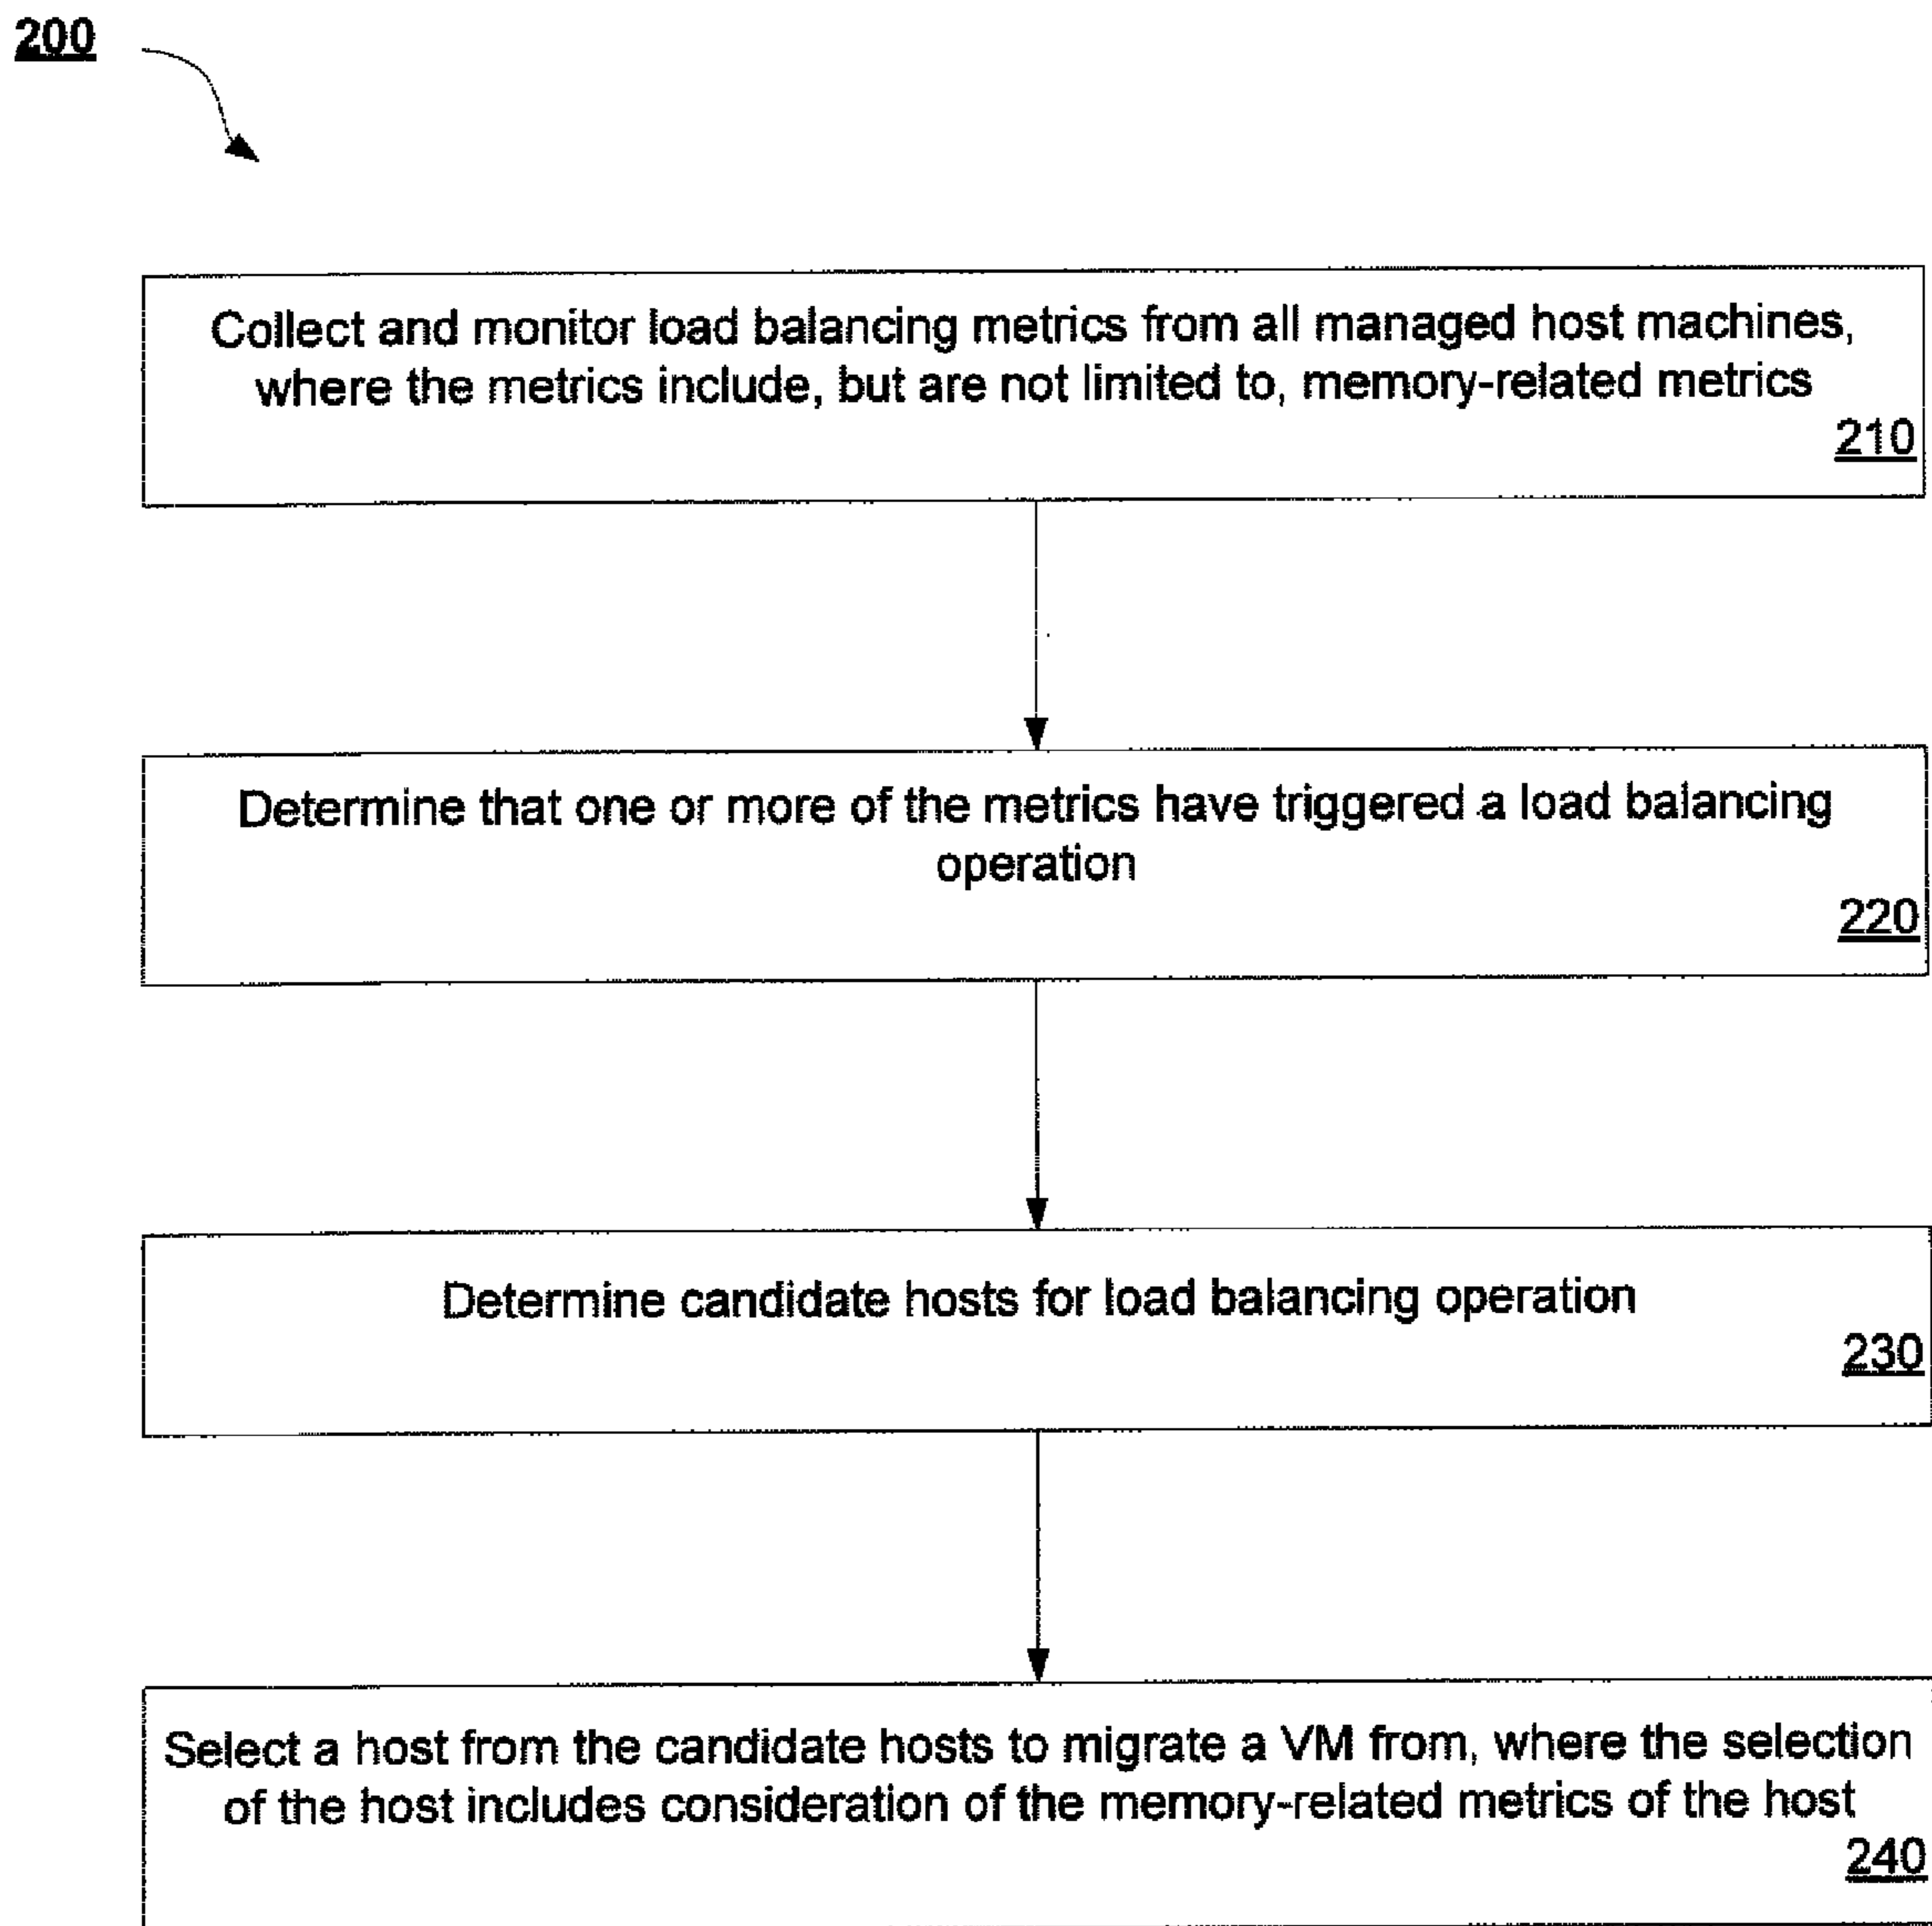 200
Collect and monitor load balancing metrics from all managed host machines,
where the metrics include, but are not limited to, memory-related metrics
210
Determine that one or more of the metrics have triggered a load balancing
operation
220
Determine candidate hosts for load balancing operation
230
Select a host from the candidate hosts to migrate a VM from, where the selection
of the host includes consideration of the memory-related metrics of the host
240